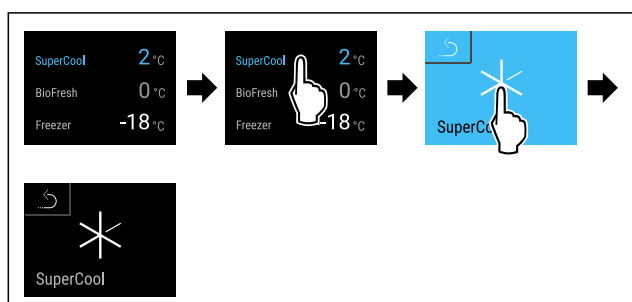 SuperCool 2 °C
BioFresh 0 °C
Freezer -18 °C
SuperCool 2 °C
BioFresh 0 °C
Freezer -18 °C
SuperCo
SuperCool